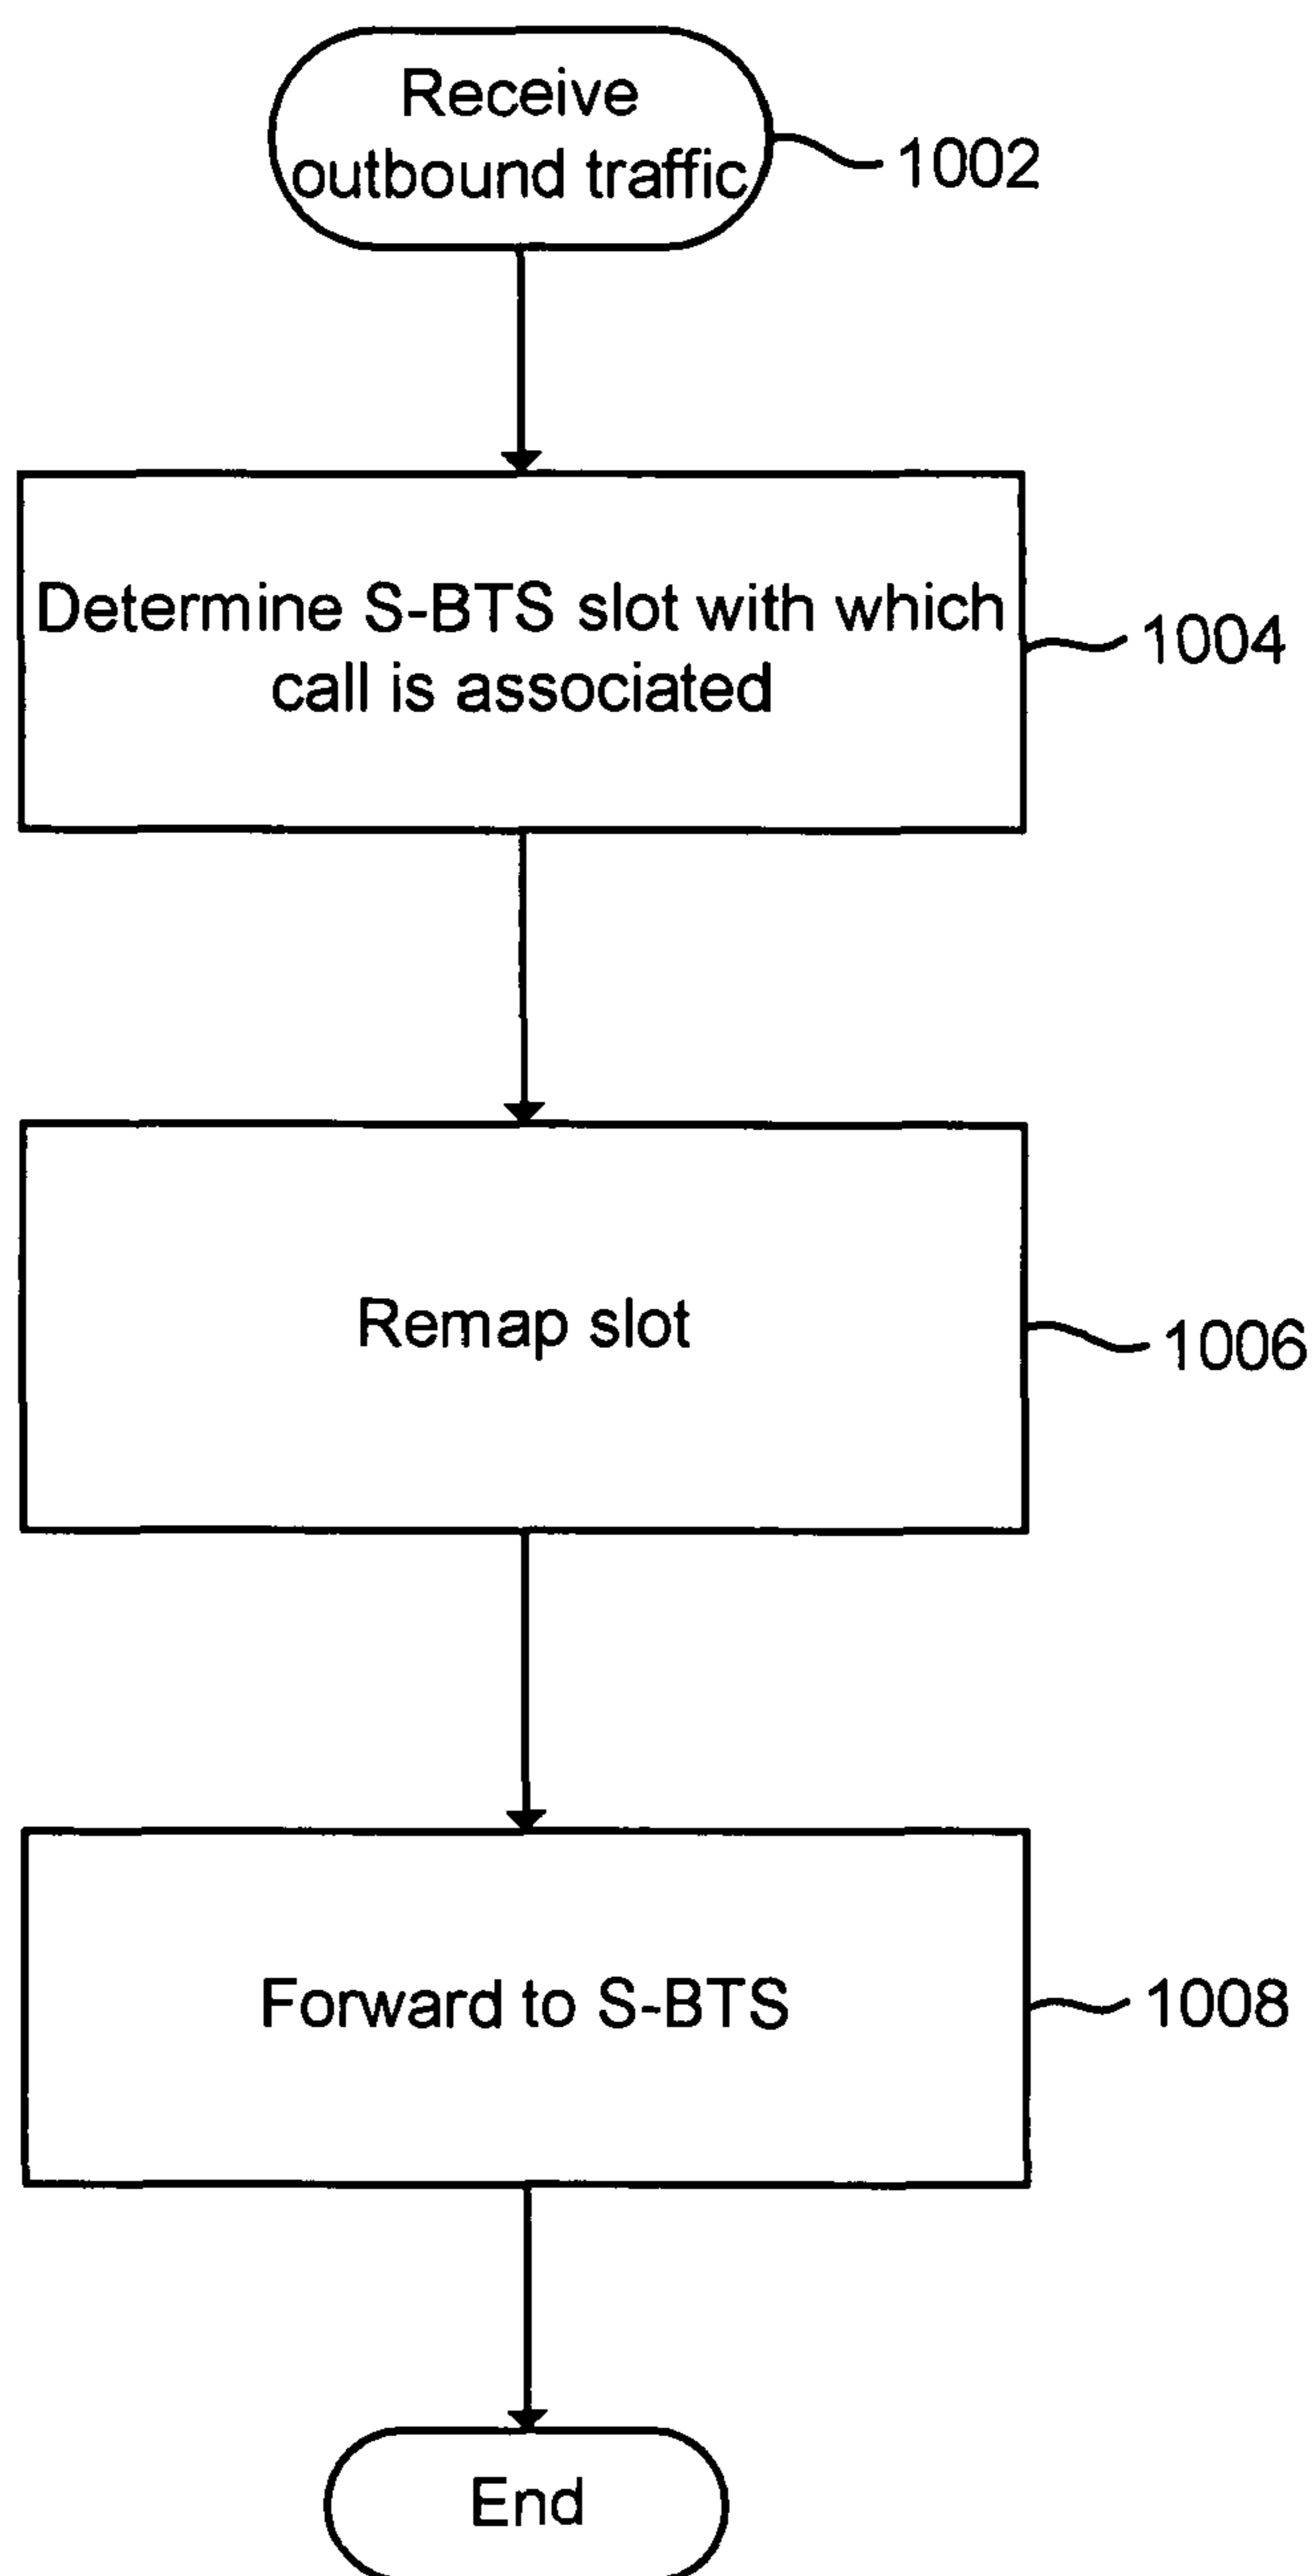 Receive
outbound traffic
1002
Determine S-BTS slot with which
call is associated
1004
Remap slot
1006
Forward to S-BTS
1008
End